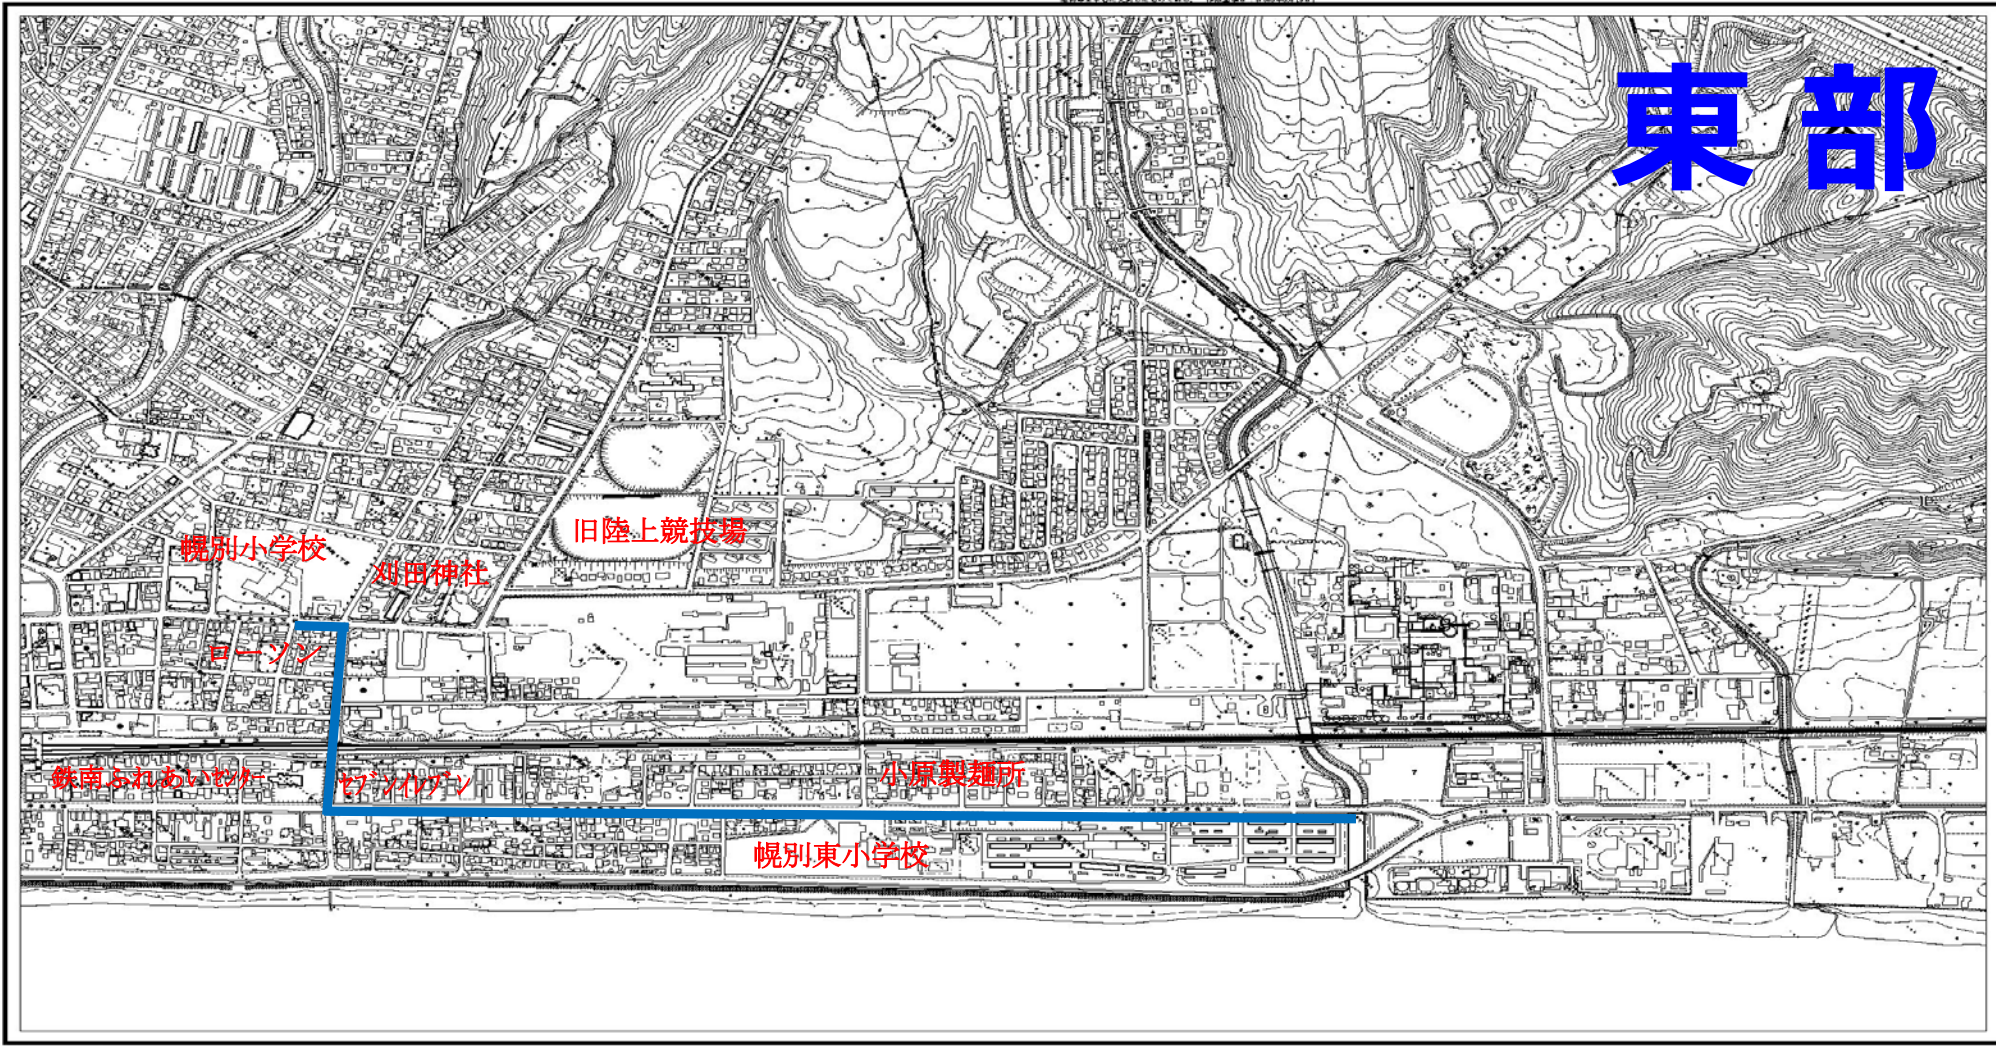 東部
旧陸上競技場
幌別小学校
刈田神社
ローソン
鉄南ふれあいセンター
セブンイレブン
小原製麺所
幌別東小学校